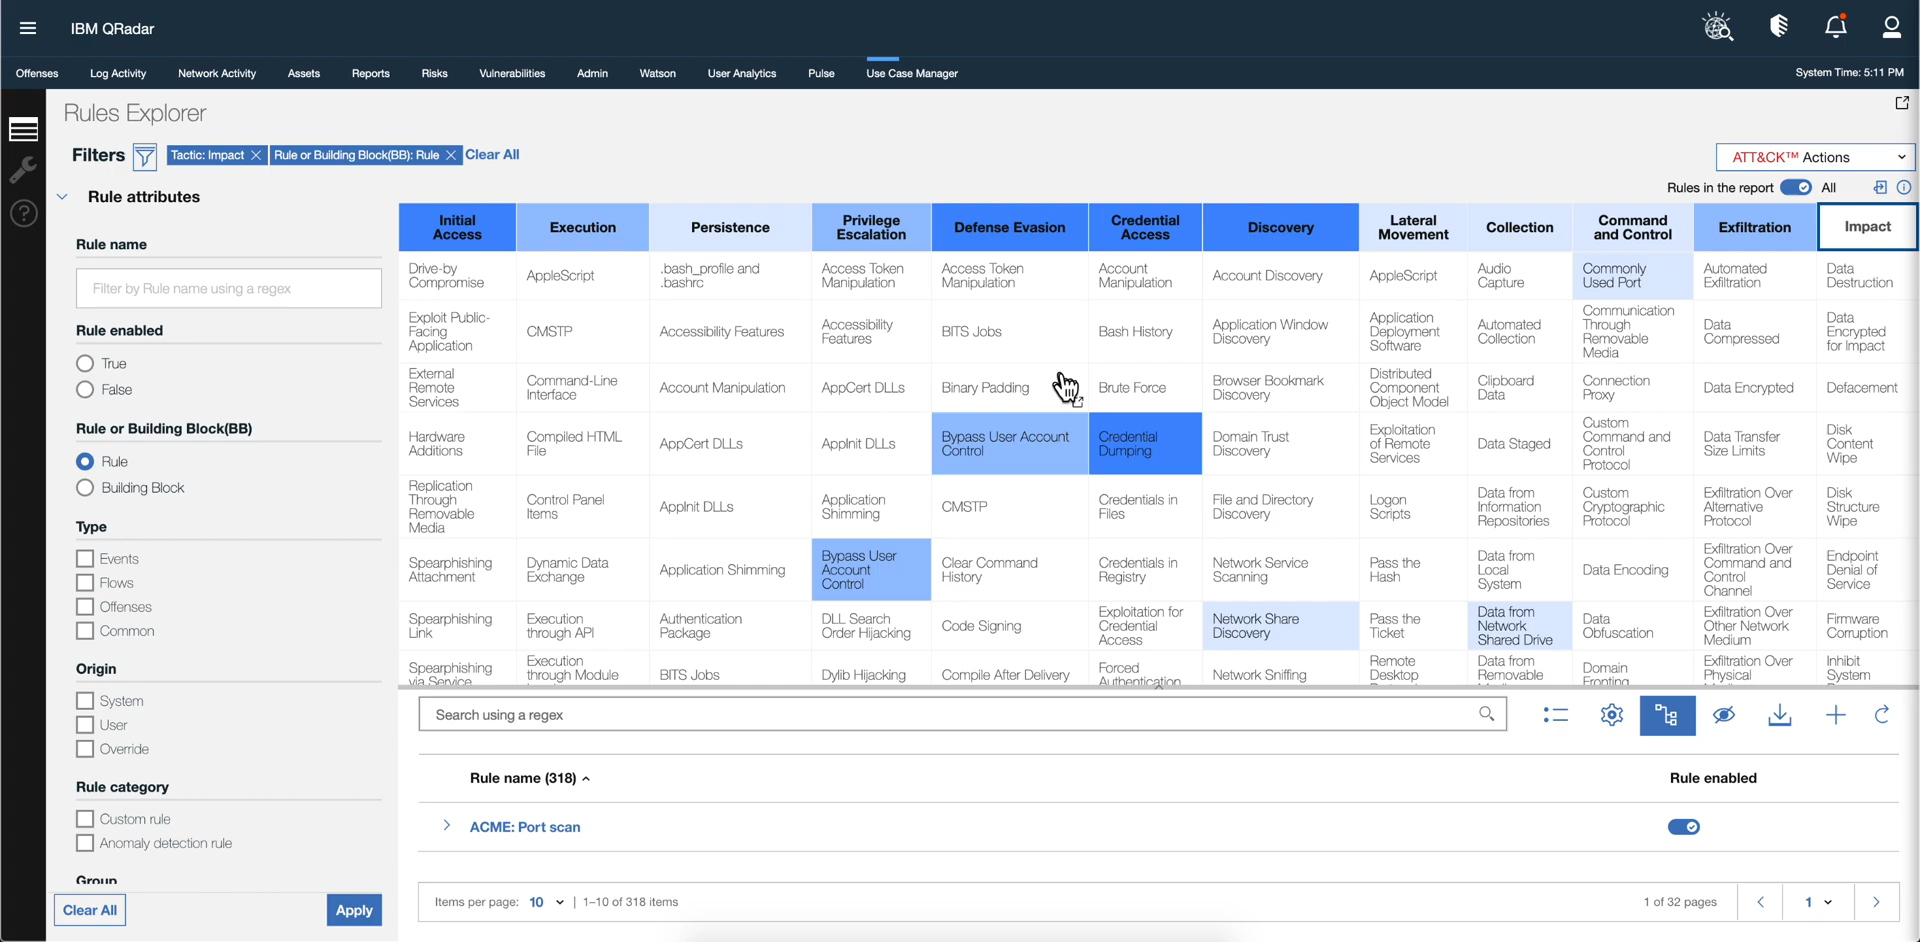 IBM QRadar
Offenses Log Activity Network Activity Assets Reports Risks Vulnerabilities Admin Watson User Analytics Pulse Use Case Manager System Time: 5:11 PM
Rules Explorer
Filters Tactic: Impact Rule or Building Block(BB): Rule Clear All
ATT&CK™ Actions
Rules in the report All
Rule attributes
Rule name
Filter by Rule name using a regex
Rule enabled
True
False
Rule or Building Block(BB)
Rule
Building Block
Type
Events
Flows
Offenses
Common
Origin
System
User
Override
Rule category
Custom rule
Anomaly detection rule
Group
Clear All Apply
Initial Access
Execution
Persistence
Privilege Escalation
Defense Evasion
Credential Access
Discovery
Lateral Movement
Collection
Command and Control
Exfiltration
Impact
Drive-by Compromise
AppleScript
.bash_profile and .bashrc
Access Token Manipulation
Access Token Manipulation
Account Manipulation
Account Discovery
AppleScript
Audio Capture
Commonly Used Port
Automated Exfiltration
Data Destruction
Exploit Public-Facing Application
CMSTP
Accessibility Features
Accessibility Features
BITS Jobs
Bash History
Application Window Discovery
Application Deployment Software
Automated Collection
Communication Through Removable Media
Data Compressed
Data Encrypted for Impact
External Remote Services
Command-Line Interface
Account Manipulation
AppCert DLLs
Binary Padding
Brute Force
Browser Bookmark Discovery
Distributed Component Object Model
Clipboard Data
Connection Proxy
Data Encrypted
Defacement
Hardware Additions
Compiled HTML File
AppCert DLLs
AppInit DLLs
Bypass User Account Control
Credential Dumping
Domain Trust Discovery
Exploitation of Remote Services
Data Staged
Custom Command and Control Protocol
Data Transfer Size Limits
Disk Content Wipe
Replication Through Removable Media
Control Panel Items
AppInit DLLs
Application Shimming
CMSTP
Credentials in Files
File and Directory Discovery
Logon Scripts
Data from Information Repositories
Custom Cryptographic Protocol
Exfiltration Over Alternative Protocol
Disk Structure Wipe
Spearphishing Attachment
Dynamic Data Exchange
Application Shimming
Bypass User Account Control
Clear Command History
Credentials in Registry
Network Service Scanning
Pass the Hash
Data from Local System
Data Encoding
Exfiltration Over Command and Control Channel
Endpoint Denial of Service
Spearphishing Link
Execution through API
Authentication Package
DLL Search Order Hijacking
Code Signing
Exploitation for Credential Access
Network Share Discovery
Pass the Ticket
Data from Network Shared Drive
Data Obfuscation
Exfiltration Over Other Network Medium
Firmware Corruption
Spearphishing via Service
Execution through Module
BITS Jobs
Dylib Hijacking
Compile After Delivery
Forced Authentication
Network Sniffing
Remote Desktop
Data from Removable
Domain Fronting
Exfiltration Over Physical
Inhibit System
Search using a regex
Rule name (318) Rule enabled
ACME: Port scan
Items per page: 10 | 1–10 of 318 items 1 of 32 pages 1